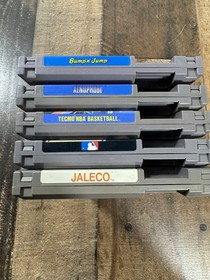 Bump n Jump
XENOPHOBE
TECMO NBA BASKETBALL
JALECO